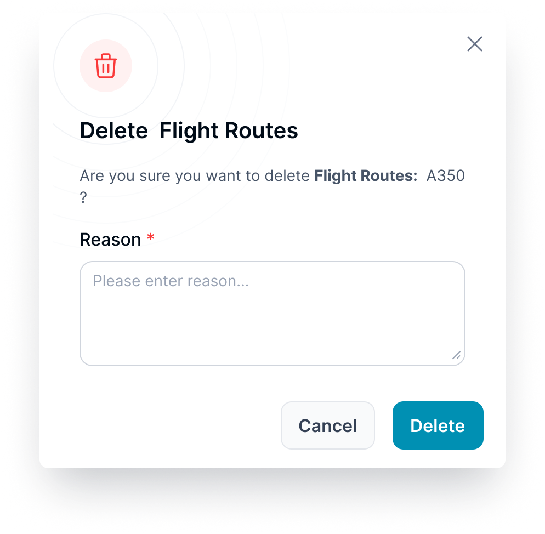 Delete  Flight Routes
Are you sure you want to delete Flight Routes:  A350
?
Reason *
Please enter reason...
Cancel
Delete